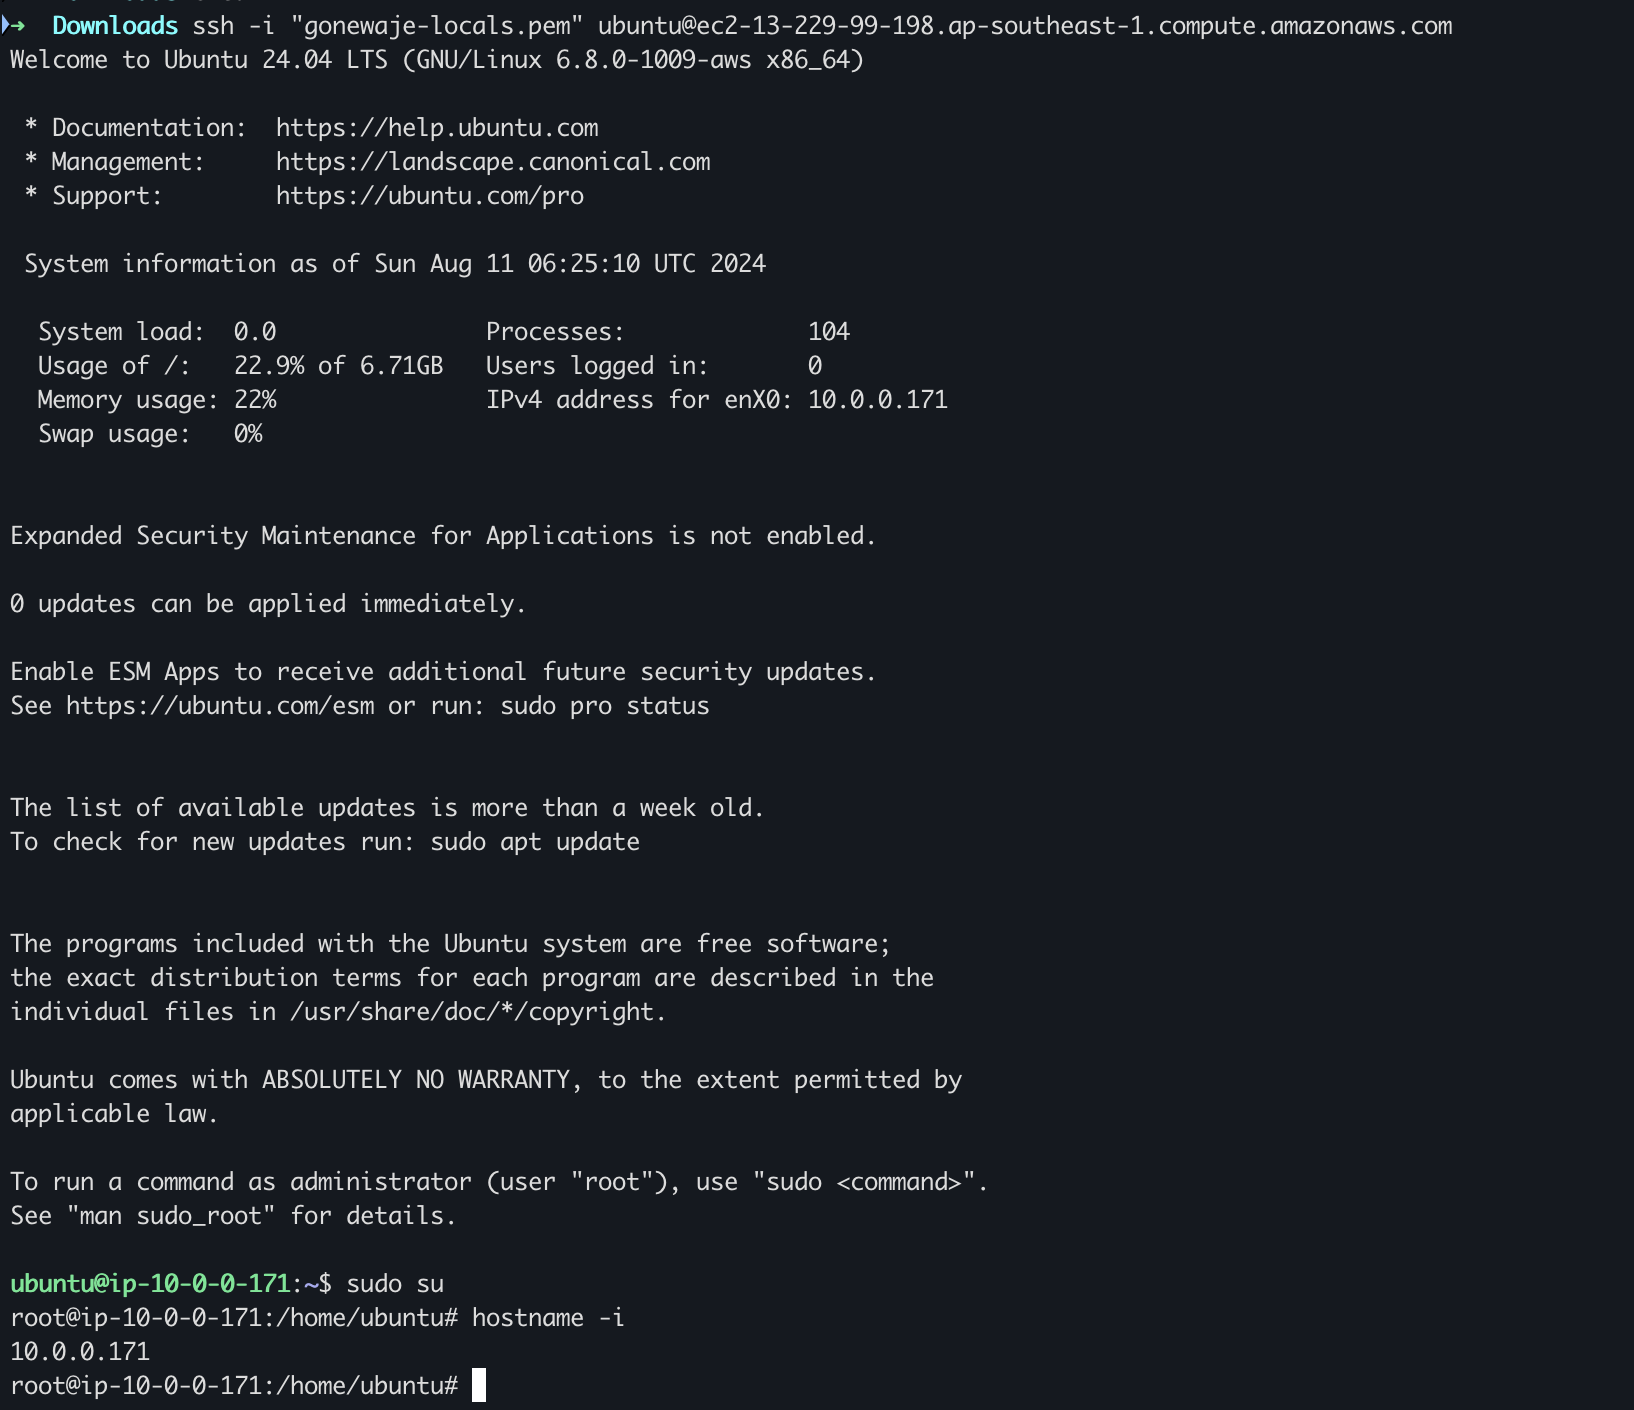 ➜  Downloads ssh -i "gonewaje-locals.pem" ubuntu@ec2-13-229-99-198.ap-southeast-1.compute.amazonaws.com
Welcome to Ubuntu 24.04 LTS (GNU/Linux 6.8.0-1009-aws x86_64)
* Documentation:  https://help.ubuntu.com
* Management:     https://landscape.canonical.com
* Support:        https://ubuntu.com/pro
System information as of Sun Aug 11 06:25:10 UTC 2024
System load:  0.0               Processes:             104
Usage of /:   22.9% of 6.71GB   Users logged in:       0
Memory usage: 22%               IPv4 address for enX0: 10.0.0.171
Swap usage:   0%
Expanded Security Maintenance for Applications is not enabled.
0 updates can be applied immediately.
Enable ESM Apps to receive additional future security updates.
See https://ubuntu.com/esm or run: sudo pro status
The list of available updates is more than a week old.
To check for new updates run: sudo apt update
The programs included with the Ubuntu system are free software;
the exact distribution terms for each program are described in the
individual files in /usr/share/doc/*/copyright.
Ubuntu comes with ABSOLUTELY NO WARRANTY, to the extent permitted by
applicable law.
To run a command as administrator (user "root"), use "sudo <command>".
See "man sudo_root" for details.
ubuntu@ip-10-0-0-171:~$ sudo su
root@ip-10-0-0-171:/home/ubuntu# hostname -i
10.0.0.171
root@ip-10-0-0-171:/home/ubuntu#